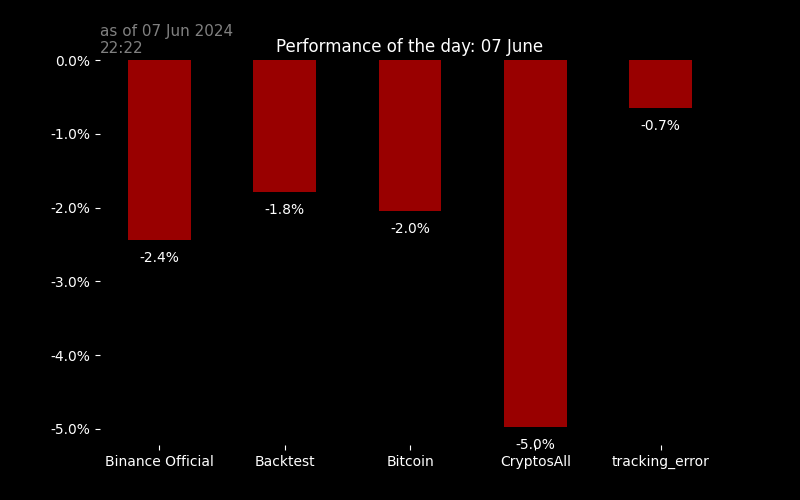 as of 07 Jun 2024
22:22
Performance of the day: 07 June
0.0%
-1.0%
-2.0%
-3.0%
-4.0%
-5.0%
-2.4%
-1.8%
-2.0%
-5.0%
-0.7%
Binance Official
Backtest
Bitcoin
CryptosAll
tracking_error